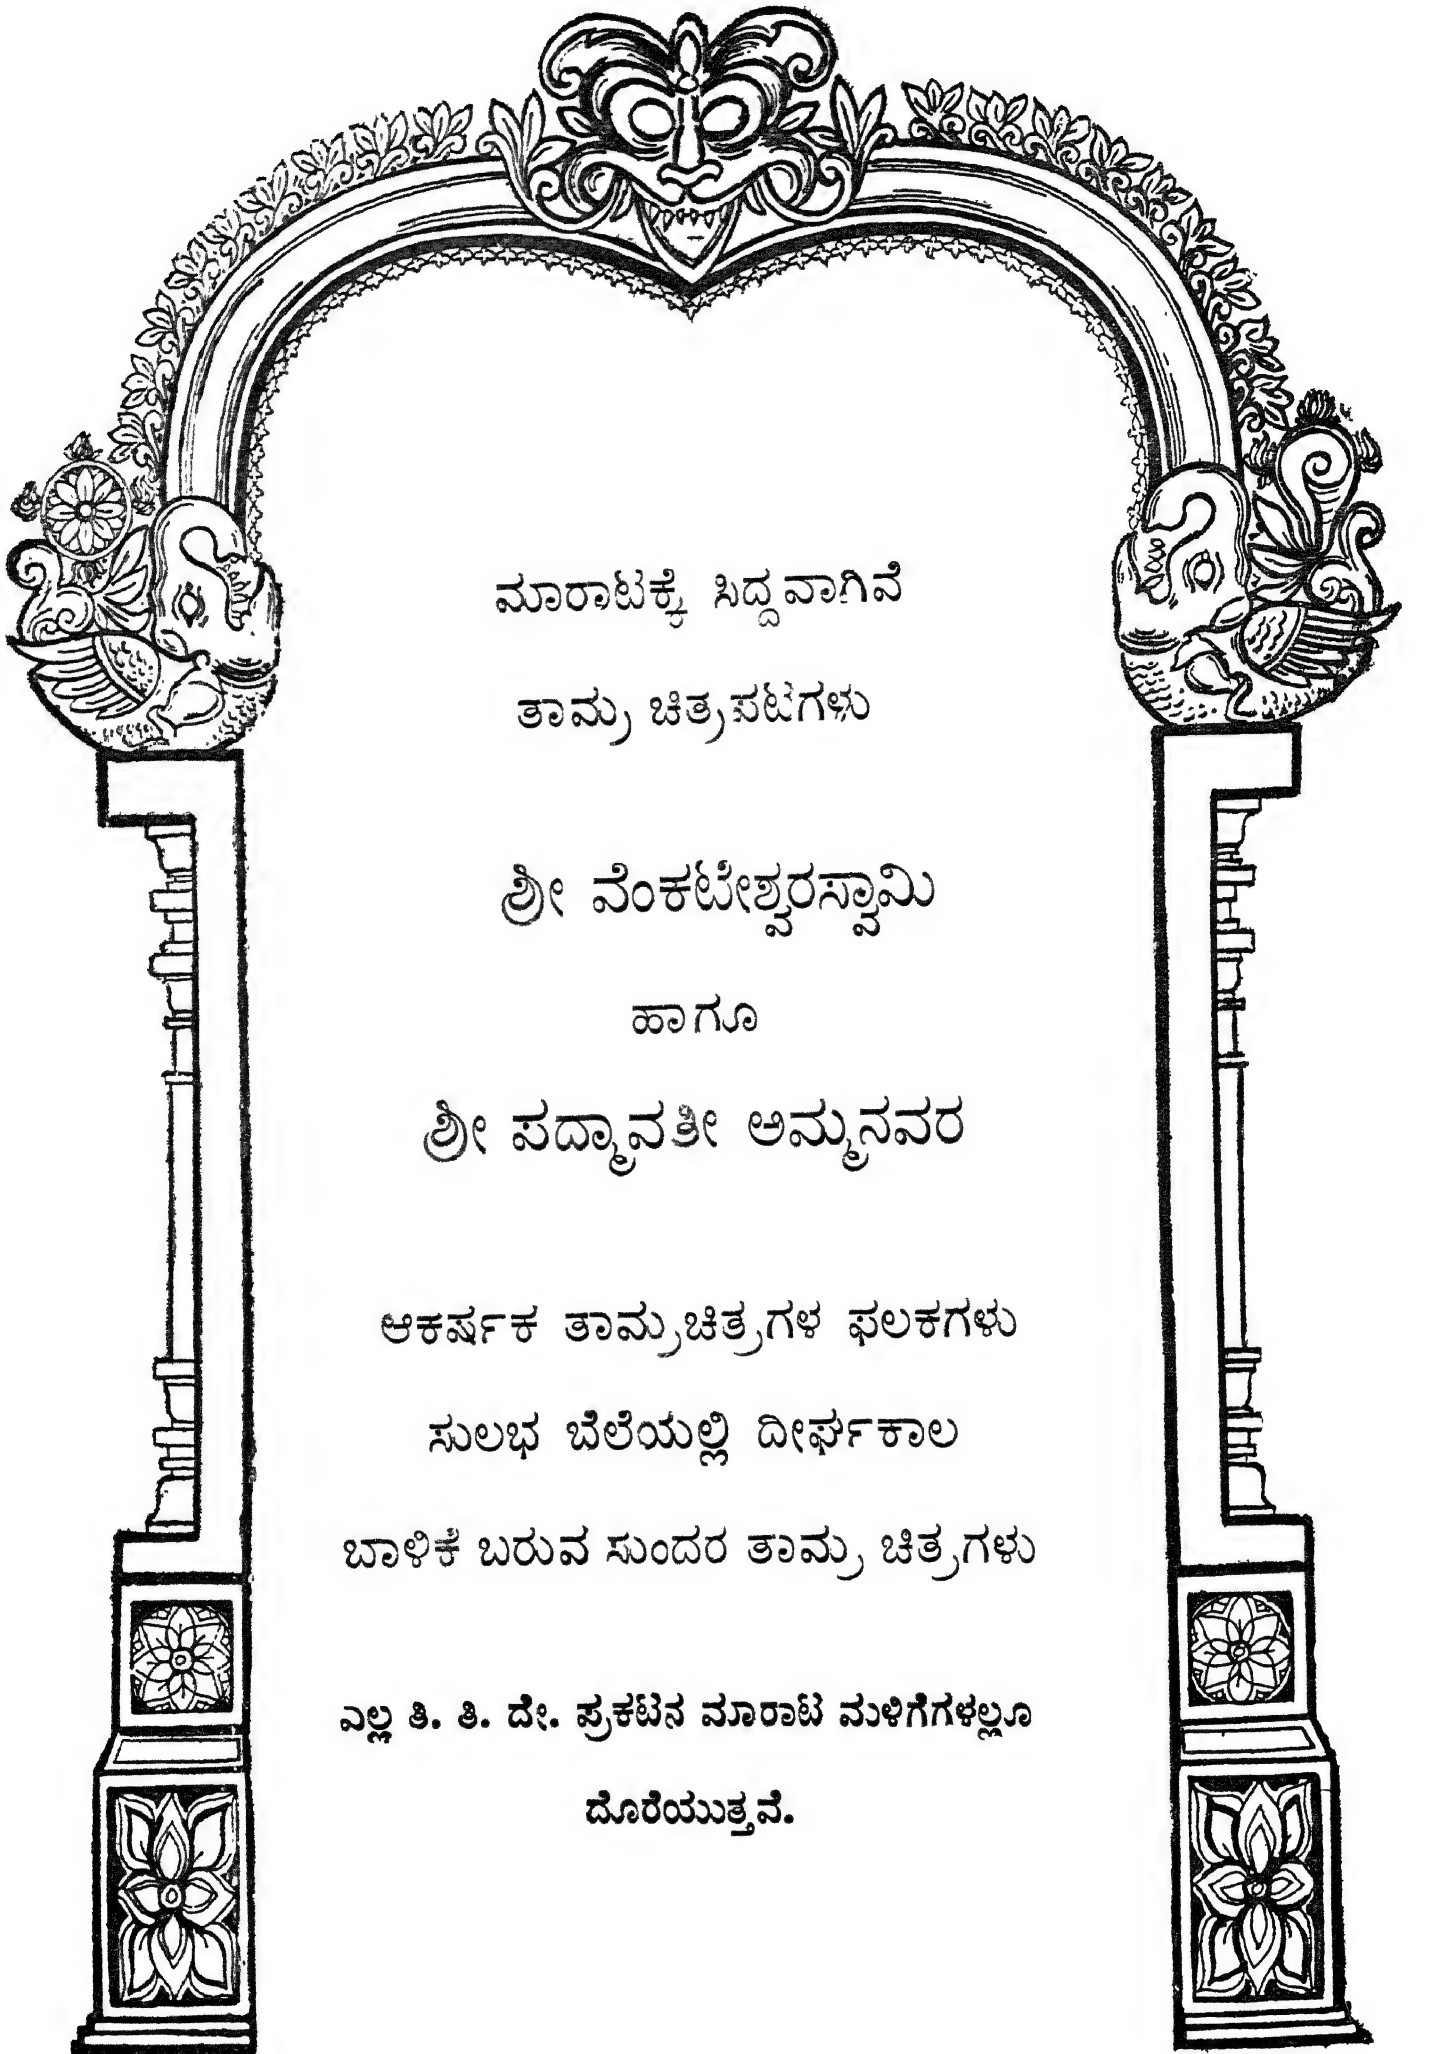 ಮಾರಾಟಕ್ಕೆ ಸಿದ್ದವಾಗಿವೆ
ತಾಮ್ರ ಚಿತ್ರಪಟಗಳು
ಶ್ರೀ ವೆಂಕಟೇಶ್ವರಸ್ವಾಮಿ
ಹಾಗೂ
ಶ್ರೀ ಪದ್ಮಾವತೀ ಅಮ್ಮನವರ
ಆಕರ್ಷಕ ತಾಮ್ರಚಿತ್ರಗಳ ಫಲಕಗಳು
ಸುಲಭ ಬೆಲೆಯಲ್ಲಿ ದೀರ್ಘಕಾಲ
ಬಾಳಿಕೆ ಬರುವ ಸುಂದರ ತಾಮ್ರ ಚಿತ್ರಗಳು
ಎಲ್ಲ ತಿ. ತಿ. ದೇ. ಪ್ರಕಟನ ಮಾರಾಟ ಮಳಿಗೆಗಳಲ್ಲೂ
ದೊರೆಯುತ್ತವೆ.